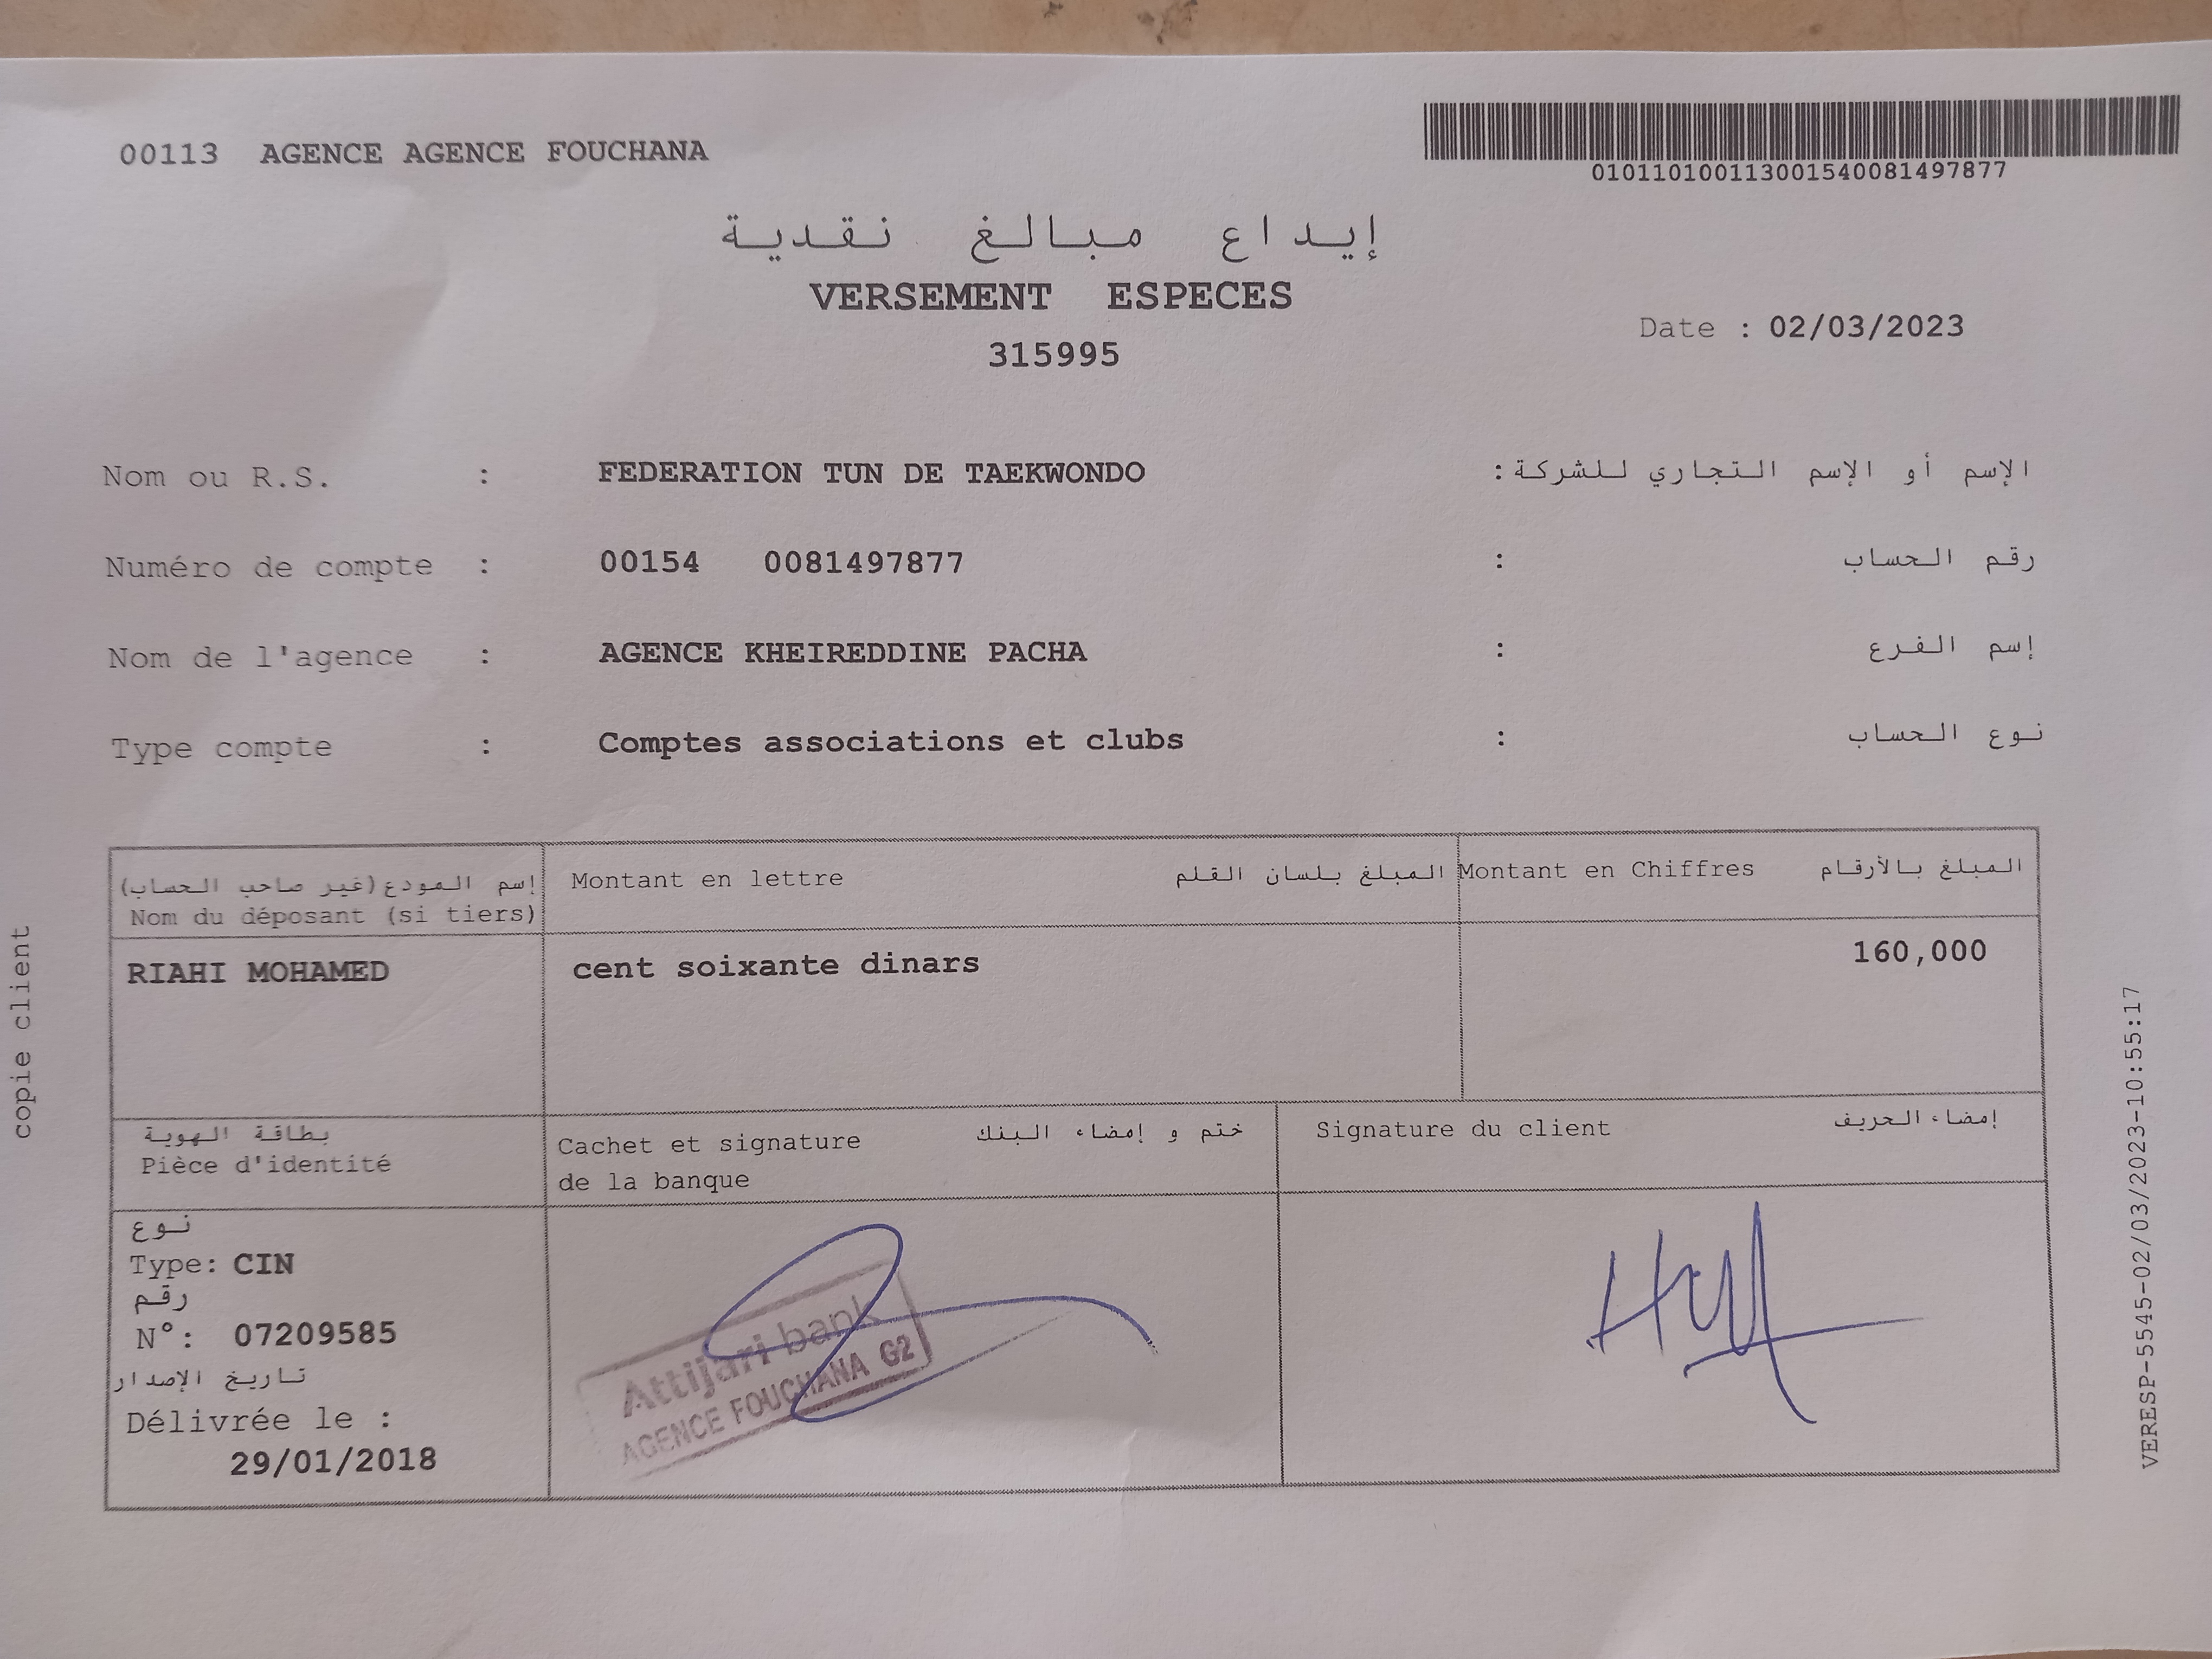 00113 AGENCE AGENCE FOUCHANA
010110100113001540081497877
إيداع مبالغ نقدية
VERSEMENT ESPECES
315995
Date : 02/03/2023
Nom ou R.S. : FEDERATION TUN DE TAEKWONDO : الإسم أو الإسم التجاري للشركة
Numéro de compte : 00154 0081497877 : رقم الحساب
Nom de l'agence : AGENCE KHEIREDDINE PACHA : إسم الفرع
Type compte : Comptes associations et clubs : نوع الحساب
إسم المودع (غير صاحب الحساب)
Nom du déposant (si tiers)
Montant en lettre المبلغ بلسان القلم
Montant en Chiffres المبلغ بالأرقام
RIAHI MOHAMED
cent soixante dinars
160,000
بطاقة الهوية
Pièce d'identité
Cachet et signature ختم و إمضاء البنك
de la banque
Signature du client إمضاء الحريف
نوع
Type: CIN
رقم
N°: 07209585
تاريخ الإصدار
Délivrée le :
29/01/2018
Attijari bank
AGENCE FOUCHANA G2
copie client
VERESP-5545-02/03/2023-10:55:17